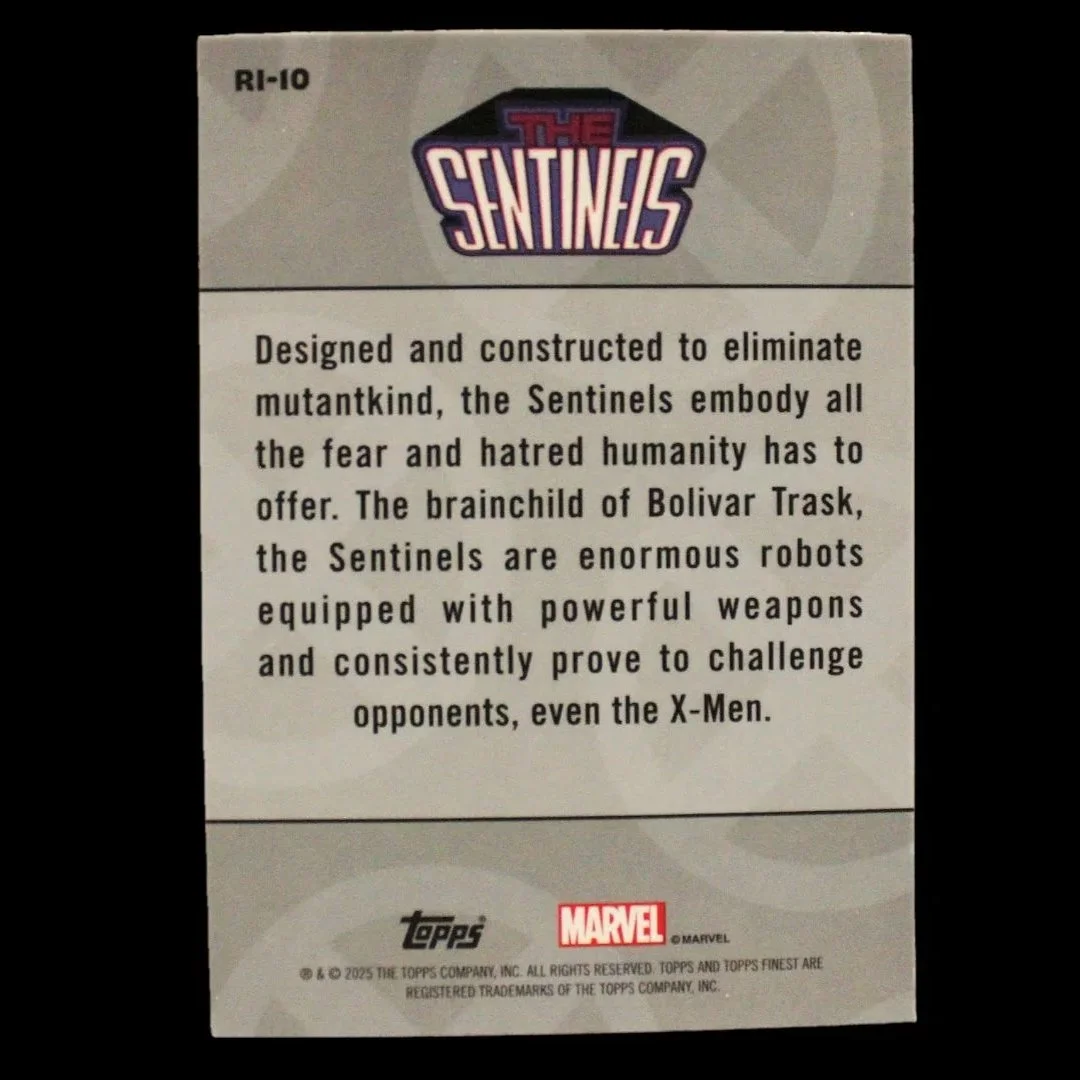 RI-10
THE
SENTINELS
Designed and constructed to eliminate
mutantkind, the Sentinels embody all
the fear and hatred humanity has to
offer. The brainchild of Bolivar Trask,
the Sentinels are enormous robots
equipped with powerful weapons
and consistently prove to challenge
opponents, even the X-Men.
topps® MARVEL © MARVEL
® & © 2025 THE TOPPS COMPANY, INC. ALL RIGHTS RESERVED. TOPPS AND TOPPS FINEST ARE
REGISTERED TRADEMARKS OF THE TOPPS COMPANY, INC.